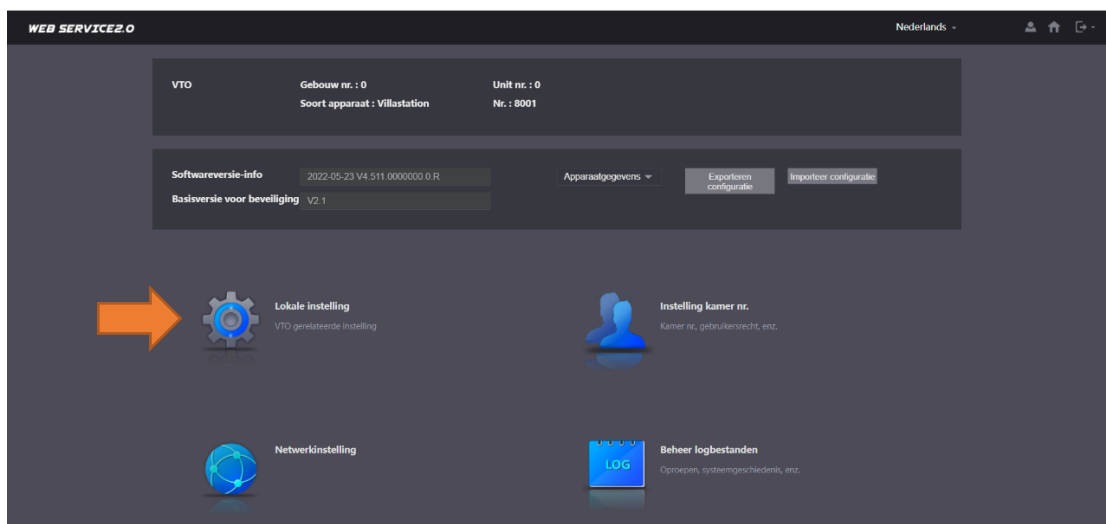 WEB SERVICE2.0
Nederlands
VTO
Gebouw nr. : 0
Unit nr. : 0
Soort apparaat : Villastation
Nr. : 8001
Softwareversie-info
2022-05-23 V4.511.0000000.0.R
Apparaatgegevens
Exporteren
configuratie
Importeer configuratie
Basisversie voor beveiliging
V2.1
Lokale instelling
VTO gerelateerde instelling
Instelling kamer nr.
Kamer nr., gebruikersrecht, enz.
Netwerkinstelling
LOG
Beheer logbestanden
Oproepen, systeemgeschiedenis, enz.